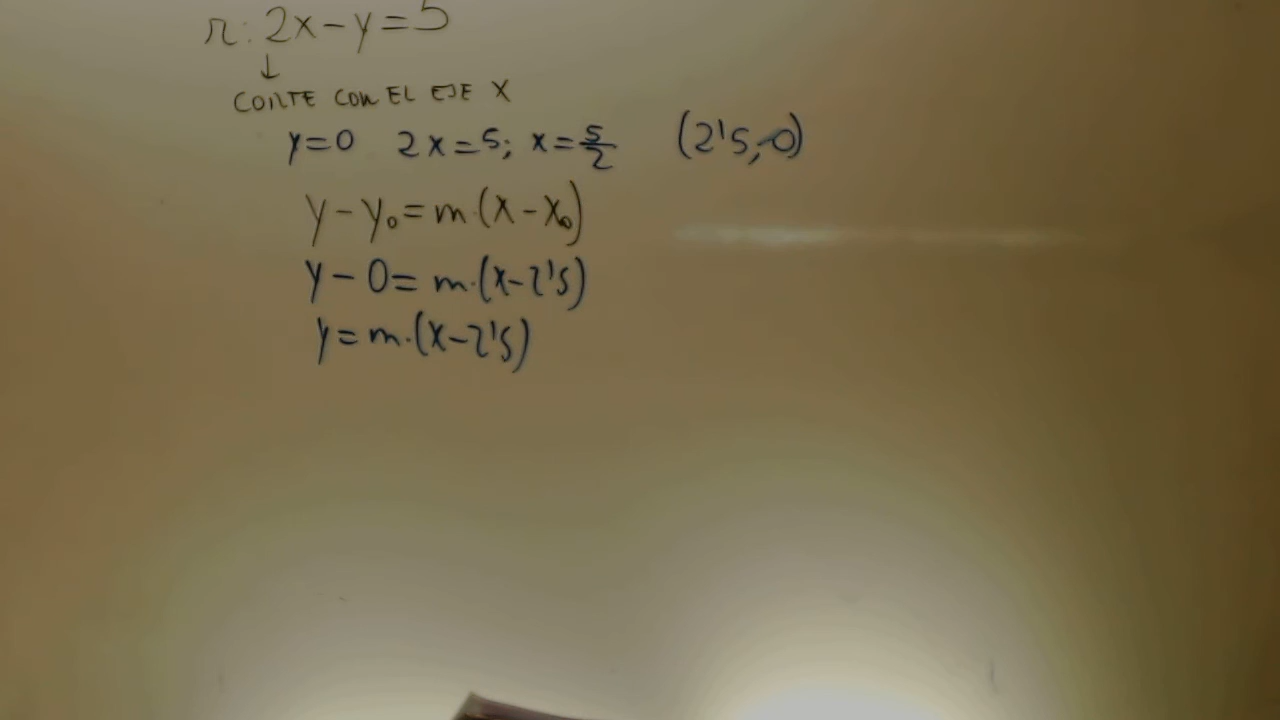 r: 2x-y=5
↓
CORTE CON EL EJE X
y=0 2x=5; x=5/2 (2'5,0)
y-y₀=m·(x-x₀)
y-0=m·(x-2'5)
y=m·(x-2'5)